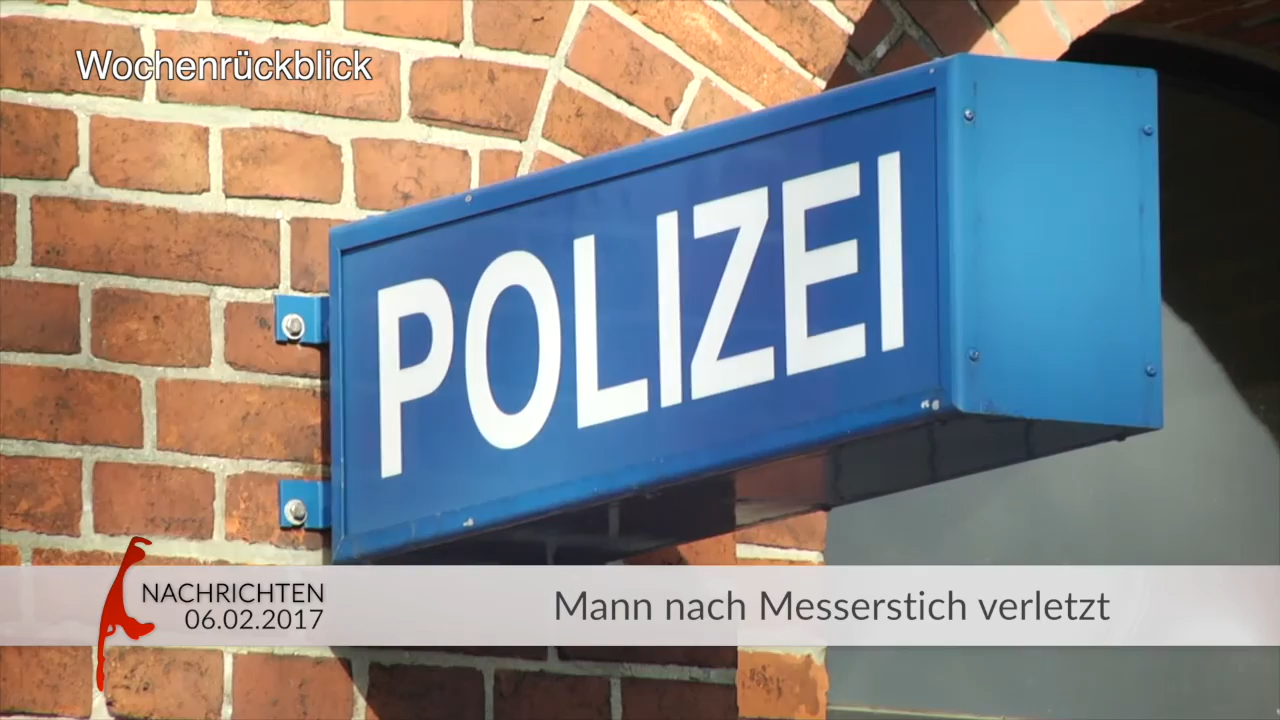 Wochenrückblick
POLIZEI
NACHRICHTEN
06.02.2017
Mann nach Messerstich verletzt